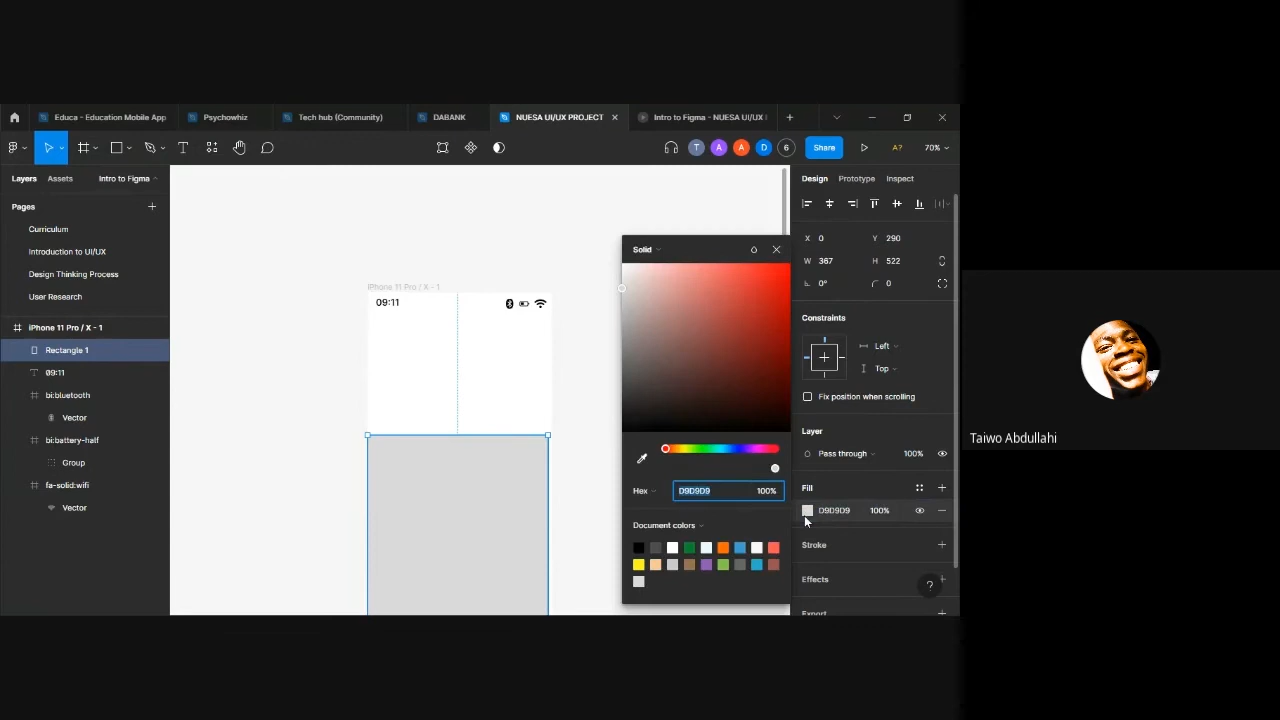 Educa - Education Mobile App
Psychowhiz
Tech hub (Community)
DABANK
NUESA UI/UX PROJECT
Intro to Figma - NUESA UI/UX
T
A
A
D
6
Share
A?
70%
Layers
Assets
Intro to Figma
Design
Prototype
Inspect
Pages
Curriculum
Introduction to UI/UX
Design Thinking Process
User Research
iPhone 11 Pro / X - 1
Rectangle 1
09:11
bi:bluetooth
Vector
bi:battery-half
Group
fa-solid:wifi
Vector
iPhone 11 Pro / X - 1
09:11
Solid
Hex
D9D9D9
100%
Document colors
X 0
Y 290
W 367
H 522
0°
0
Constraints
Left
Top
Fix position when scrolling
Layer
Pass through
100%
Fill
D9D9D9
100%
Stroke
Effects
?
Export
Taiwo Abdullahi